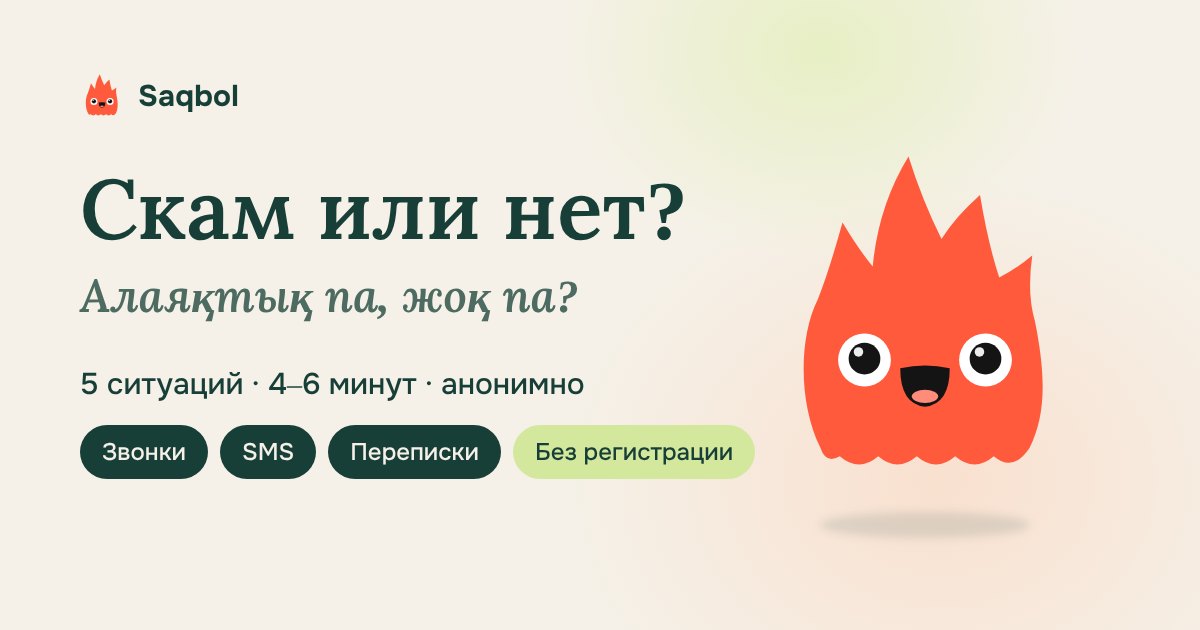 Saqbol
Скам или нет?
Алаяқтық па, жоқ па?
5 ситуаций · 4–6 минут · анонимно
Звонки SMS Переписки Без регистрации